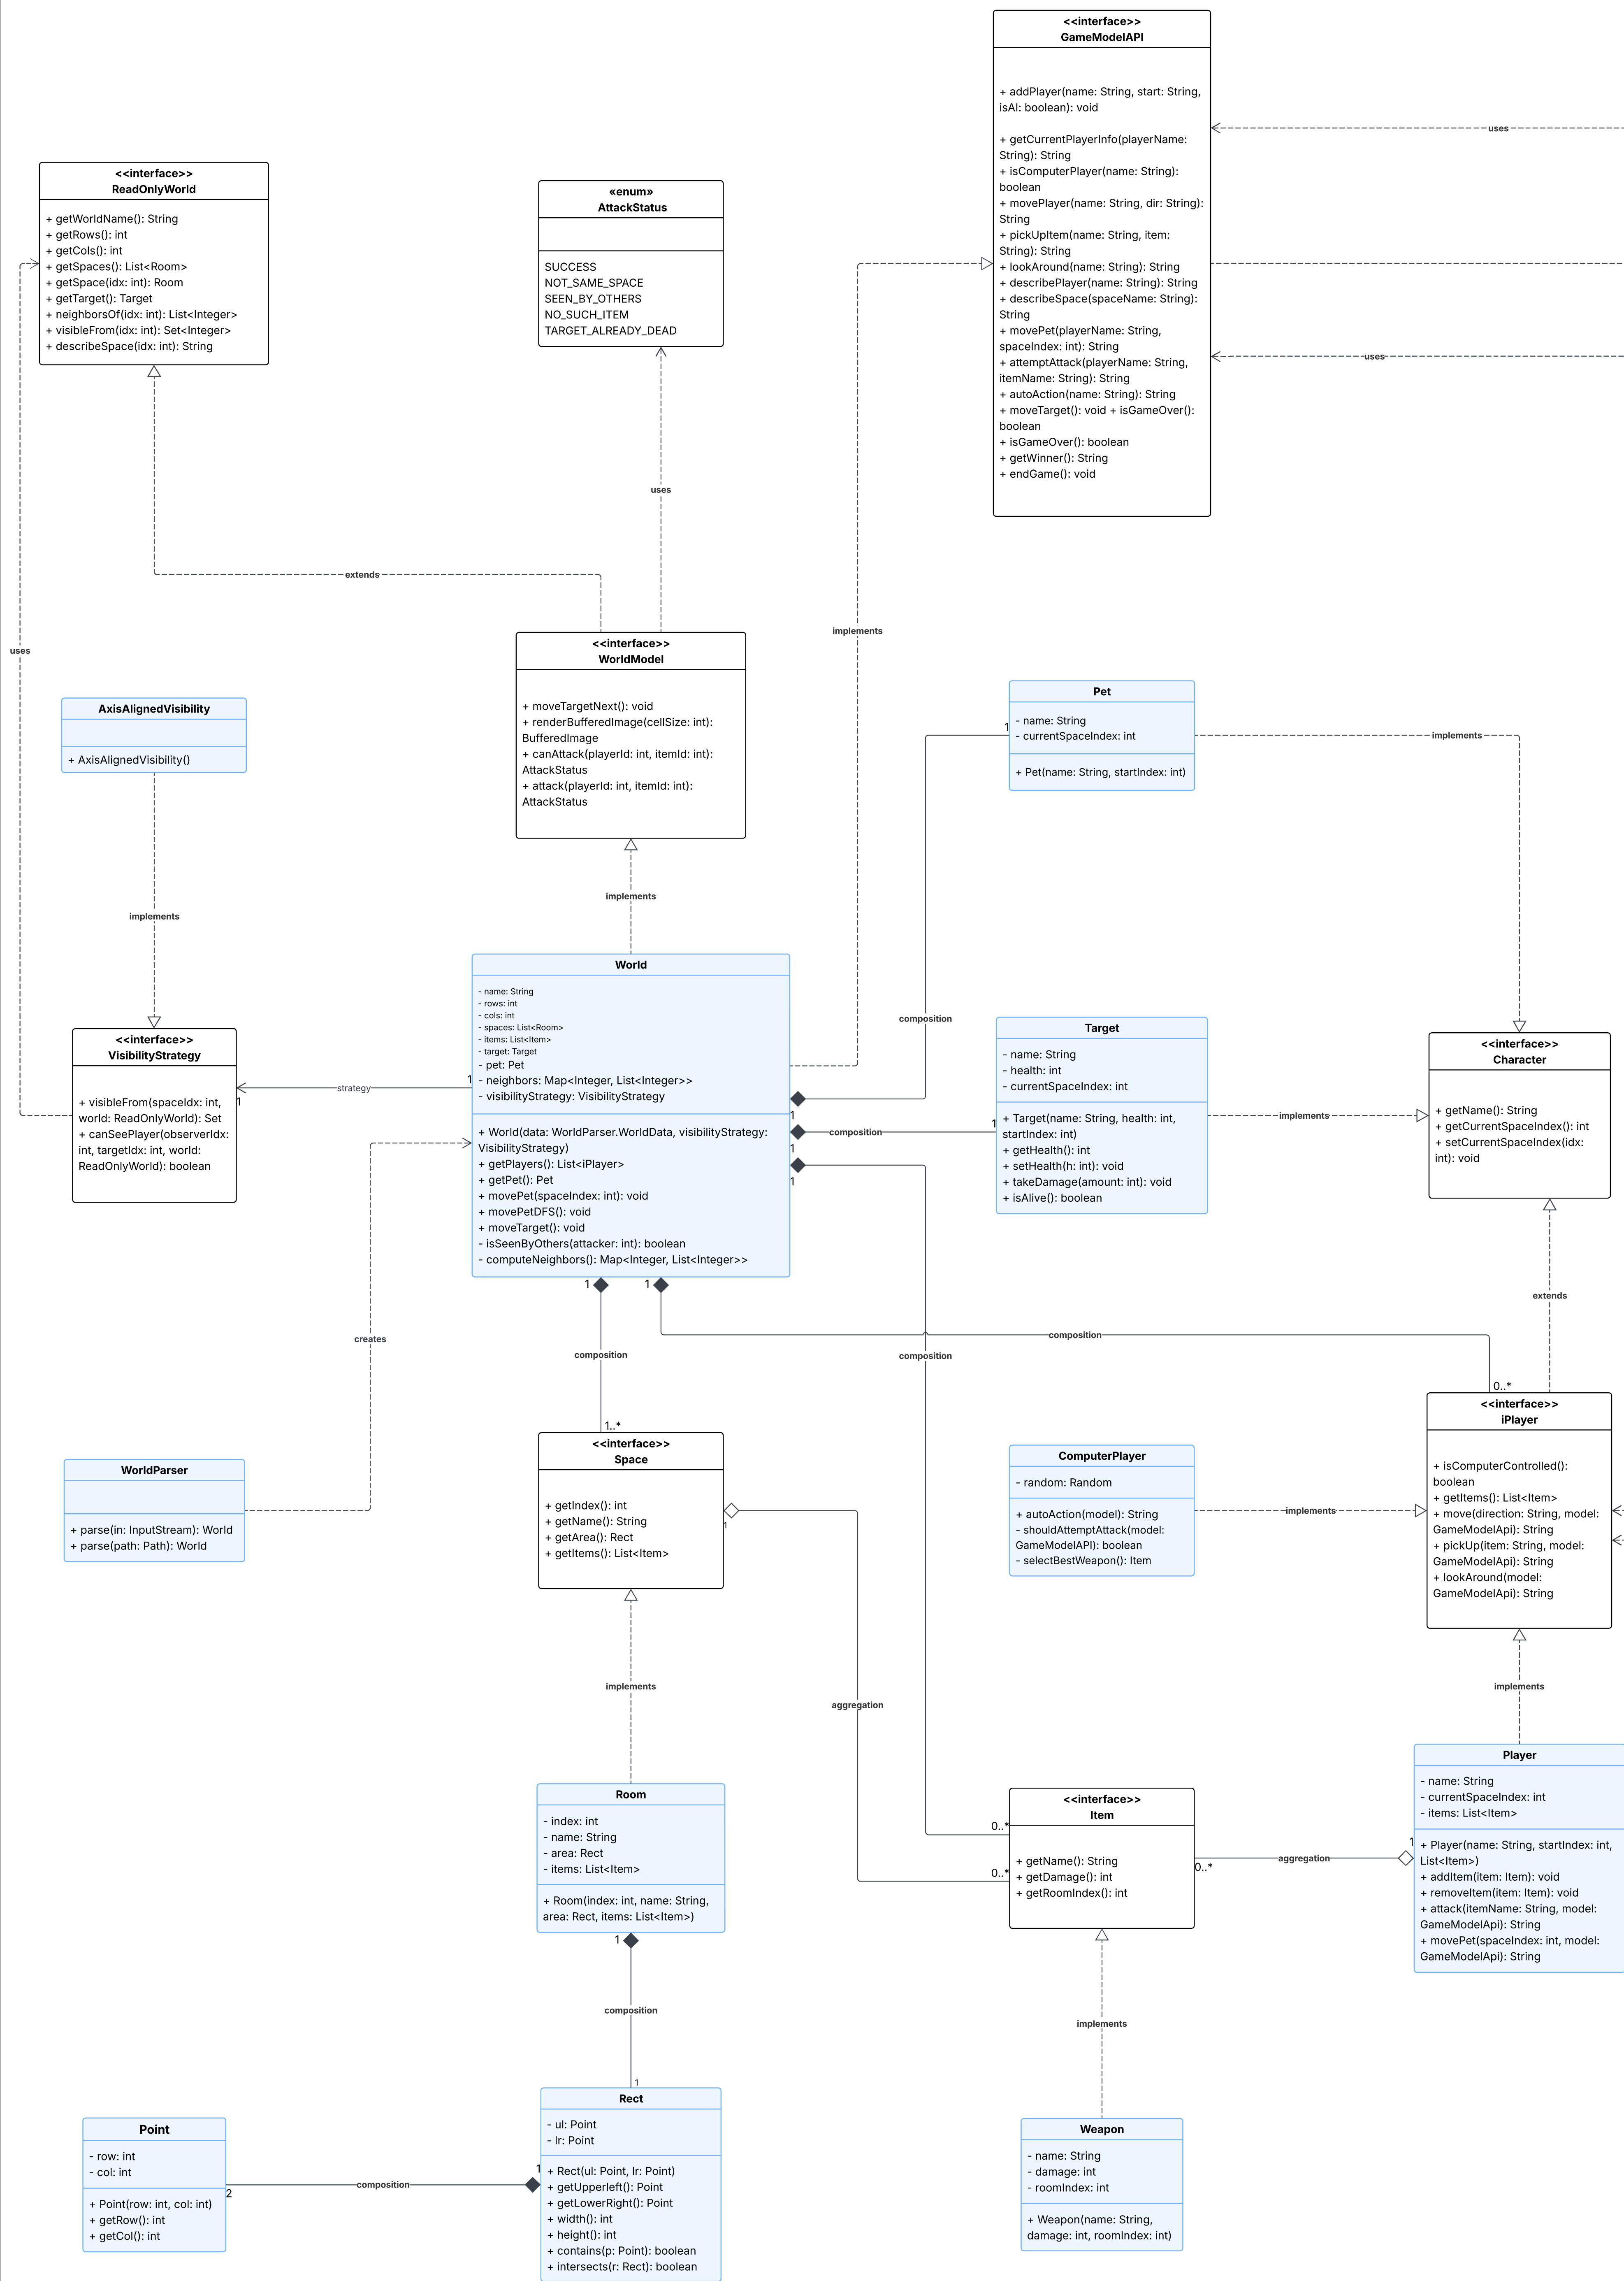 <<interface>>
GameModelAPI
+ addPlayer(name: String, start: String,
isAI: boolean): void
+ getCurrentPlayerInfo(playerName:
String): String
+ isComputerPlayer(name: String):
boolean
+ movePlayer(name: String, dir: String):
String
+ pickUpItem(name: String, item:
String): String
+ lookAround(name: String): String
+ describePlayer(name: String): String
+ describeSpace(spaceName: String):
String
+ movePet(playerName: String,
spaceIndex: int): String
+ attemptAttack(playerName: String,
itemName: String): String
+ autoAction(name: String): String
+ moveTarget(): void + isGameOver():
boolean
+ isGameOver(): boolean
+ getWinner(): String
+ endGame(): void
uses
uses
<<interface>>
ReadOnlyWorld
+ getWorldName(): String
+ getRows(): int
+ getCols(): int
+ getSpaces(): List<Room>
+ getSpace(idx: int): Room
+ getTarget(): Target
+ neighborsOf(idx: int): List<Integer>
+ visibleFrom(idx: int): Set<Integer>
+ describeSpace(idx: int): String
«enum»
AttackStatus
SUCCESS
NOT_SAME_SPACE
SEEN_BY_OTHERS
NO_SUCH_ITEM
TARGET_ALREADY_DEAD
uses
extends
implements
uses
<<interface>>
WorldModel
+ moveTargetNext(): void
+ renderBufferedImage(cellSize: int):
BufferedImage
+ canAttack(playerId: int, itemId: int):
AttackStatus
+ attack(playerId: int, itemId: int):
AttackStatus
AxisAlignedVisibility
+ AxisAlignedVisibility()
Pet
- name: String
- currentSpaceIndex: int
+ Pet(name: String, startIndex: int)
1
implements
implements
implements
World
- name: String
- rows: int
- cols: int
- spaces: List<Room>
- items: List<Item>
- target: Target
- pet: Pet
- neighbors: Map<Integer, List<Integer>>
- visibilityStrategy: VisibilityStrategy
+ World(data: WorldParser.WorldData, visibilityStrategy:
VisibilityStrategy)
+ getPlayers(): List<iPlayer>
+ getPet(): Pet
+ movePet(spaceIndex: int): void
+ movePetDFS(): void
+ moveTarget(): void
- isSeenByOthers(attacker: int): boolean
- computeNeighbors(): Map<Integer, List<Integer>>
<<interface>>
VisibilityStrategy
+ visibleFrom(spaceIdx: int,
world: ReadOnlyWorld): Set
+ canSeePlayer(observerIdx:
int, targetIdx: int, world:
ReadOnlyWorld): boolean
1
strategy
1
composition
1
composition
1
1
1
Target
- name: String
- health: int
- currentSpaceIndex: int
+ Target(name: String, health: int,
startIndex: int)
+ getHealth(): int
+ setHealth(h: int): void
+ takeDamage(amount: int): void
+ isAlive(): boolean
implements
<<interface>>
Character
+ getName(): String
+ getCurrentSpaceIndex(): int
+ setCurrentSpaceIndex(idx:
int): void
extends
creates
1
1
composition
composition
composition
1..*
0..*
WorldParser
+ parse(in: InputStream): World
+ parse(path: Path): World
<<interface>>
Space
+ getIndex(): int
+ getName(): String
+ getArea(): Rect
+ getItems(): List<Item>
1
ComputerPlayer
- random: Random
+ autoAction(model): String
- shouldAttemptAttack(model:
GameModelAPI): boolean
- selectBestWeapon(): Item
implements
<<interface>>
iPlayer
+ isComputerControlled():
boolean
+ getItems(): List<Item>
+ move(direction: String, model:
GameModelApi): String
+ pickUp(item: String, model:
GameModelApi): String
+ lookAround(model:
GameModelApi): String
implements
aggregation
implements
Room
- index: int
- name: String
- area: Rect
- items: List<Item>
+ Room(index: int, name: String,
area: Rect, items: List<Item>)
<<interface>>
Item
+ getName(): String
+ getDamage(): int
+ getRoomIndex(): int
0..*
0..*
0..*
aggregation
1
Player
- name: String
- currentSpaceIndex: int
- items: List<Item>
+ Player(name: String, startIndex: int,
List<Item>)
+ addItem(item: Item): void
+ removeItem(item: Item): void
+ attack(itemName: String, model:
GameModelApi): String
+ movePet(spaceIndex: int, model:
GameModelApi): String
1
composition
1
implements
Point
- row: int
- col: int
+ Point(row: int, col: int)
+ getRow(): int
+ getCol(): int
2
composition
1
Rect
- ul: Point
- lr: Point
+ Rect(ul: Point, lr: Point)
+ getUpperleft(): Point
+ getLowerRight(): Point
+ width(): int
+ height(): int
+ contains(p: Point): boolean
+ intersects(r: Rect): boolean
Weapon
- name: String
- damage: int
- roomIndex: int
+ Weapon(name: String,
damage: int, roomIndex: int)